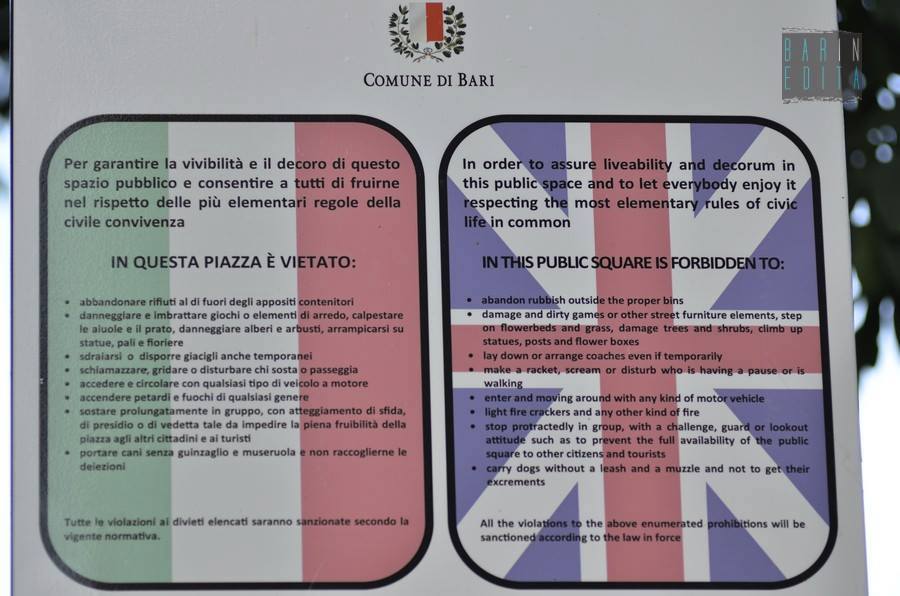 COMUNE DI BARI
BARIN
EDITA
Per garantire la vivibilità e il decoro di questo
spazio pubblico e consentire a tutti di fruirne
nel rispetto delle più elementari regole della
civile convivenza
IN QUESTA PIAZZA È VIETATO:
• abbandonare rifiuti al di fuori degli appositi contenitori
• danneggiare e imbrattare giochi o elementi di arredo, calpestare
le aiuole e il prato, danneggiare alberi e arbusti, arrampicarsi su
statue, pali e fioriere
• sdraiarsi o disporre giacigli anche temporanei
• schiamazzare, gridare o disturbare chi sosta o passeggia
• accedere e circolare con qualsiasi tipo di veicolo a motore
• accendere petardi e fuochi di qualsiasi genere
• sostare prolungatamente in gruppo, con atteggiamento di sfida,
di presidio o di vedetta tale da impedire la piena fruibilità della
piazza agli altri cittadini e ai turisti
• portare cani senza guinzaglio e museruola e non raccoglierne le
deiezioni
Tutte le violazioni ai divieti elencati saranno sanzionate secondo la
vigente normativa.
In order to assure liveability and decorum in
this public space and to let everybody enjoy it
respecting the most elementary rules of civic
life in common
IN THIS PUBLIC SQUARE IS FORBIDDEN TO:
• abandon rubbish outside the proper bins
• damage and dirty games or other street furniture elements, step
on flowerbeds and grass, damage trees and shrubs, climb up
statues, posts and flower boxes
• lay down or arrange coaches even if temporarily
• make a racket, scream or disturb who is having a pause or is
walking
• enter and moving around with any kind of motor vehicle
• light fire crackers and any other kind of fire
• stop protractedly in group, with a challenge, guard or lookout
attitude such as to prevent the full availability of the public
square to other citizens and tourists
• carry dogs without a leash and a muzzle and not to get their
excrements
All the violations to the above enumerated prohibitions will be
sanctioned according to the law in force